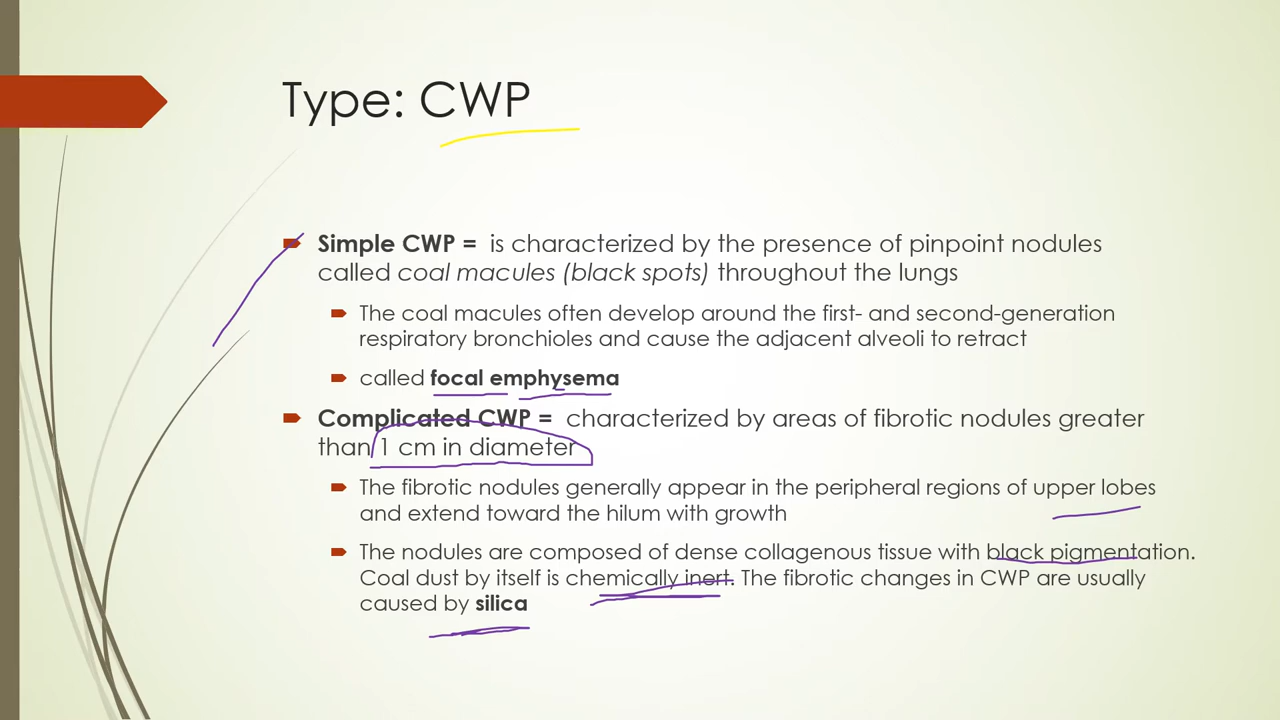 Type: CWP
Simple CWP = is characterized by the presence of pinpoint nodules
called coal macules (black spots) throughout the lungs
The coal macules often develop around the first- and second-generation
respiratory bronchioles and cause the adjacent alveoli to retract
called focal emphysema
Complicated CWP = characterized by areas of fibrotic nodules greater
than 1 cm in diameter
The fibrotic nodules generally appear in the peripheral regions of upper lobes
and extend toward the hilum with growth
The nodules are composed of dense collagenous tissue with black pigmentation.
Coal dust by itself is chemically inert. The fibrotic changes in CWP are usually
caused by silica